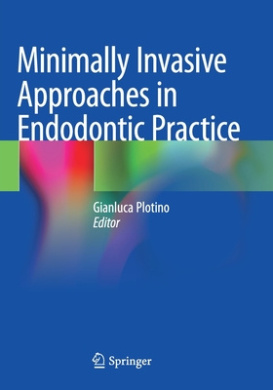 Minimally Invasive
Approaches in
Endodontic Practice
Gianluca Plotino
Editor
Springer